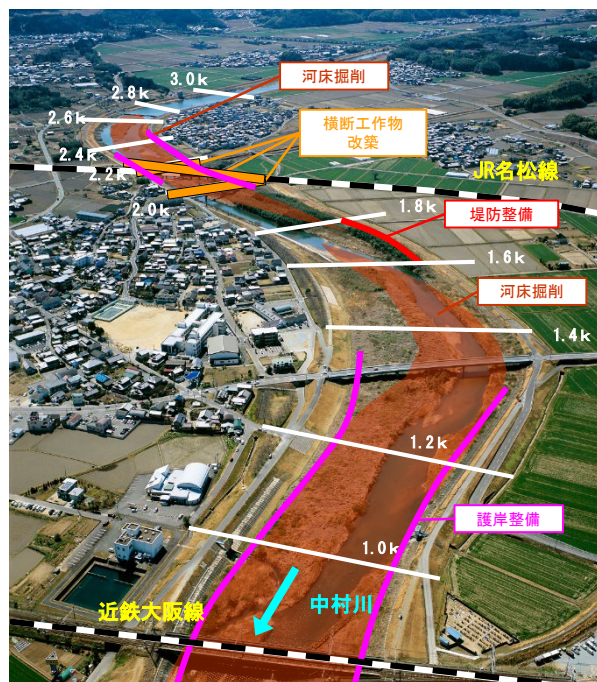 河床掘削
3.0k
2.8k
2.6k
横断工作物
改築
2.4k
2.2k
JR名松線
2.0k
1.8k
堤防整備
1.6k
河床掘削
1.4k
1.2k
護岸整備
1.0k
近鉄大阪線
中村川